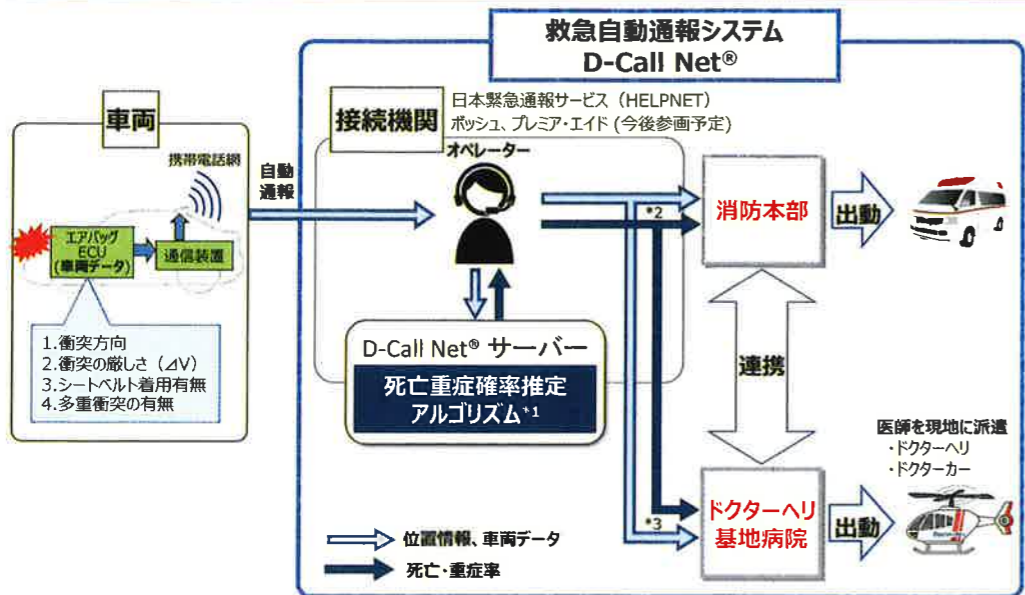 救急自動通報システム
D-Call Net®
車両
携帯電話網
エアバッグ
ECU
(車両データ)
通信装置
1.衝突方向
2.衝突の厳しさ（⊿V）
3.シートベルト着用有無
4.多重衝突の有無
自動
通報
接続機関
日本緊急通報サービス（HELPNET）
ボッシュ、プレミア・エイド (今後参画予定)
オペレーター
D-Call Net® サーバー
死亡重症確率推定
アルゴリズム*1
*2
消防本部
出動
連携
医師を現地に派遣
・ドクターヘリ
・ドクターカー
*3
ドクターヘリ
基地病院
出動
位置情報、車両データ
死亡・重症率